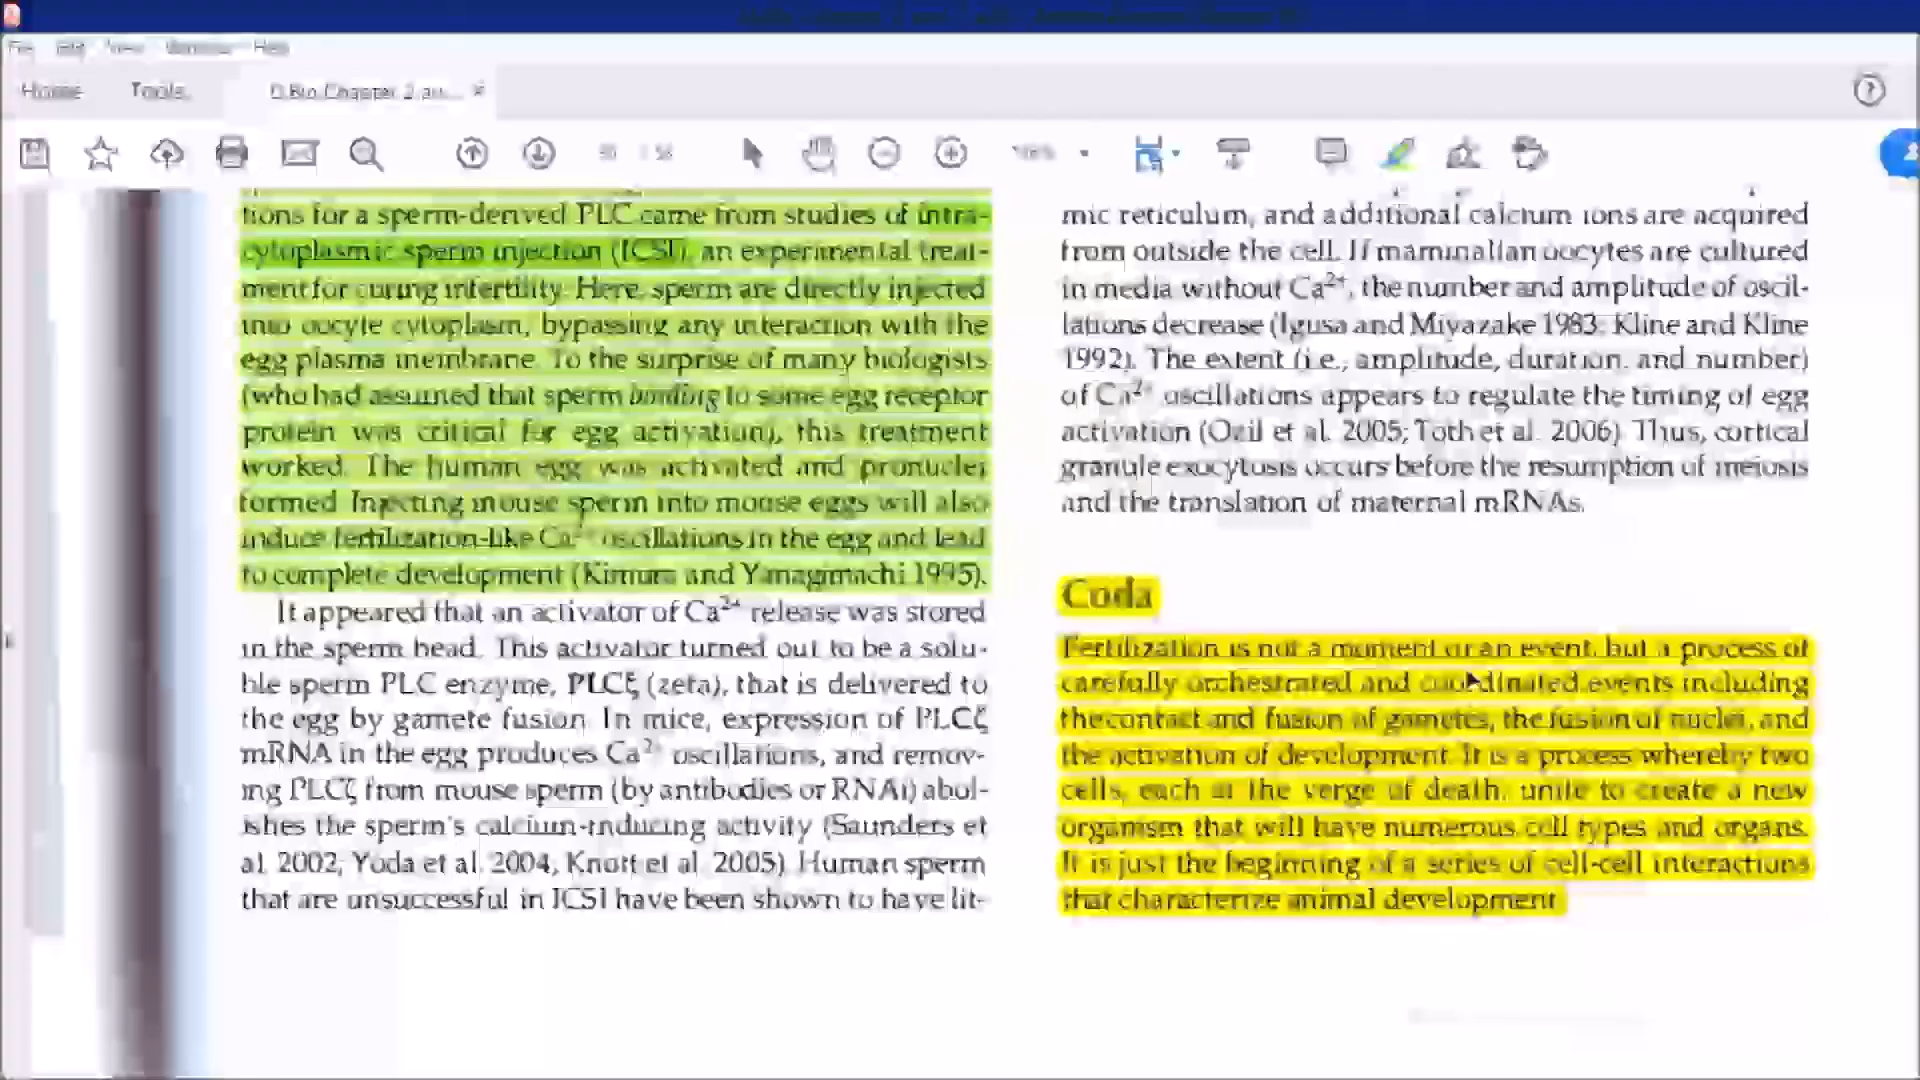 Home
Tools
tions for a sperm-derived PLC came from studies of intra-
cytoplasmic sperm injection (ICSI), an experimental treat-
ment for curing infertility. Here, sperm are directly injected
into oocyte cytoplasm, bypassing any interaction with the
egg plasma membrane. To the surprise of many biologists
(who had assumed that sperm binding to some egg receptor
protein was critical for egg activation), this treatment
worked. The human egg was activated and pronuclei
formed. Injecting mouse sperm into mouse eggs will also
induce fertilization-like Ca²⁺ oscillations in the egg and lead
to complete development (Kimura and Yanagimachi 1995).
It appeared that an activator of Ca²⁺ release was stored
in the sperm head. This activator turned out to be a solu-
ble sperm PLC enzyme, PLCζ (zeta), that is delivered to
the egg by gamete fusion. In mice, expression of PLCζ
mRNA in the egg produces Ca²⁺ oscillations, and remov-
ing PLCζ from mouse sperm (by antibodies or RNAi) abol-
ishes the sperm's calcium-inducing activity (Saunders et
al. 2002; Yoda et al. 2004; Knott et al. 2005). Human sperm
that are unsuccessful in ICSI have been shown to have lit-
mic reticulum, and additional calcium ions are acquired
from outside the cell. If mammalian oocytes are cultured
in media without Ca²⁺, the number and amplitude of oscil-
lations decrease (Igusa and Miyazake 1983; Kline and Kline
1992). The extent (i.e., amplitude, duration, and number)
of Ca²⁺ oscillations appears to regulate the timing of egg
activation (Ozil et al. 2005; Toth et al. 2006). Thus, cortical
granule exocytosis occurs before the resumption of meiosis
and the translation of maternal mRNAs.
Coda
Fertilization is not a moment or an event, but a process of
carefully orchestrated and coordinated events including
the contact and fusion of gametes, the fusion of nuclei, and
the activation of development. It is a process whereby two
cells, each at the verge of death, unite to create a new
organism that will have numerous cell types and organs.
It is just the beginning of a series of cell-cell interactions
that characterize animal development.